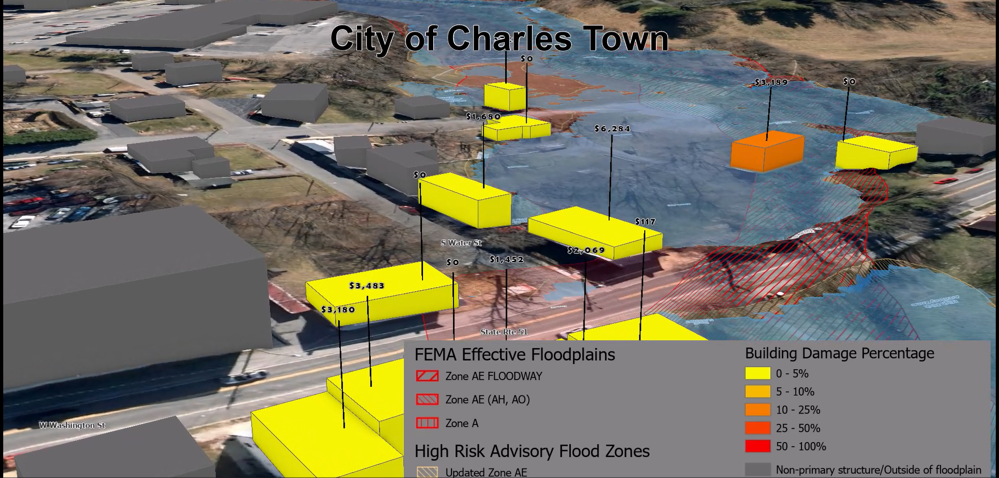 City of Charles Town
$0
$3,189
$0
$1,680
$6,284
$0
$117
S Water St
$2,069
$1,452
$0
$3,483
$3,180
State Rte 51
W Washington St
FEMA Effective Floodplains
Zone AE FLOODWAY
Zone AE (AH, AO)
Zone A
High Risk Advisory Flood Zones
Updated Zone AE
Building Damage Percentage
0 - 5%
5 - 10%
10 - 25%
25 - 50%
50 - 100%
Non-primary structure/Outside of floodplain